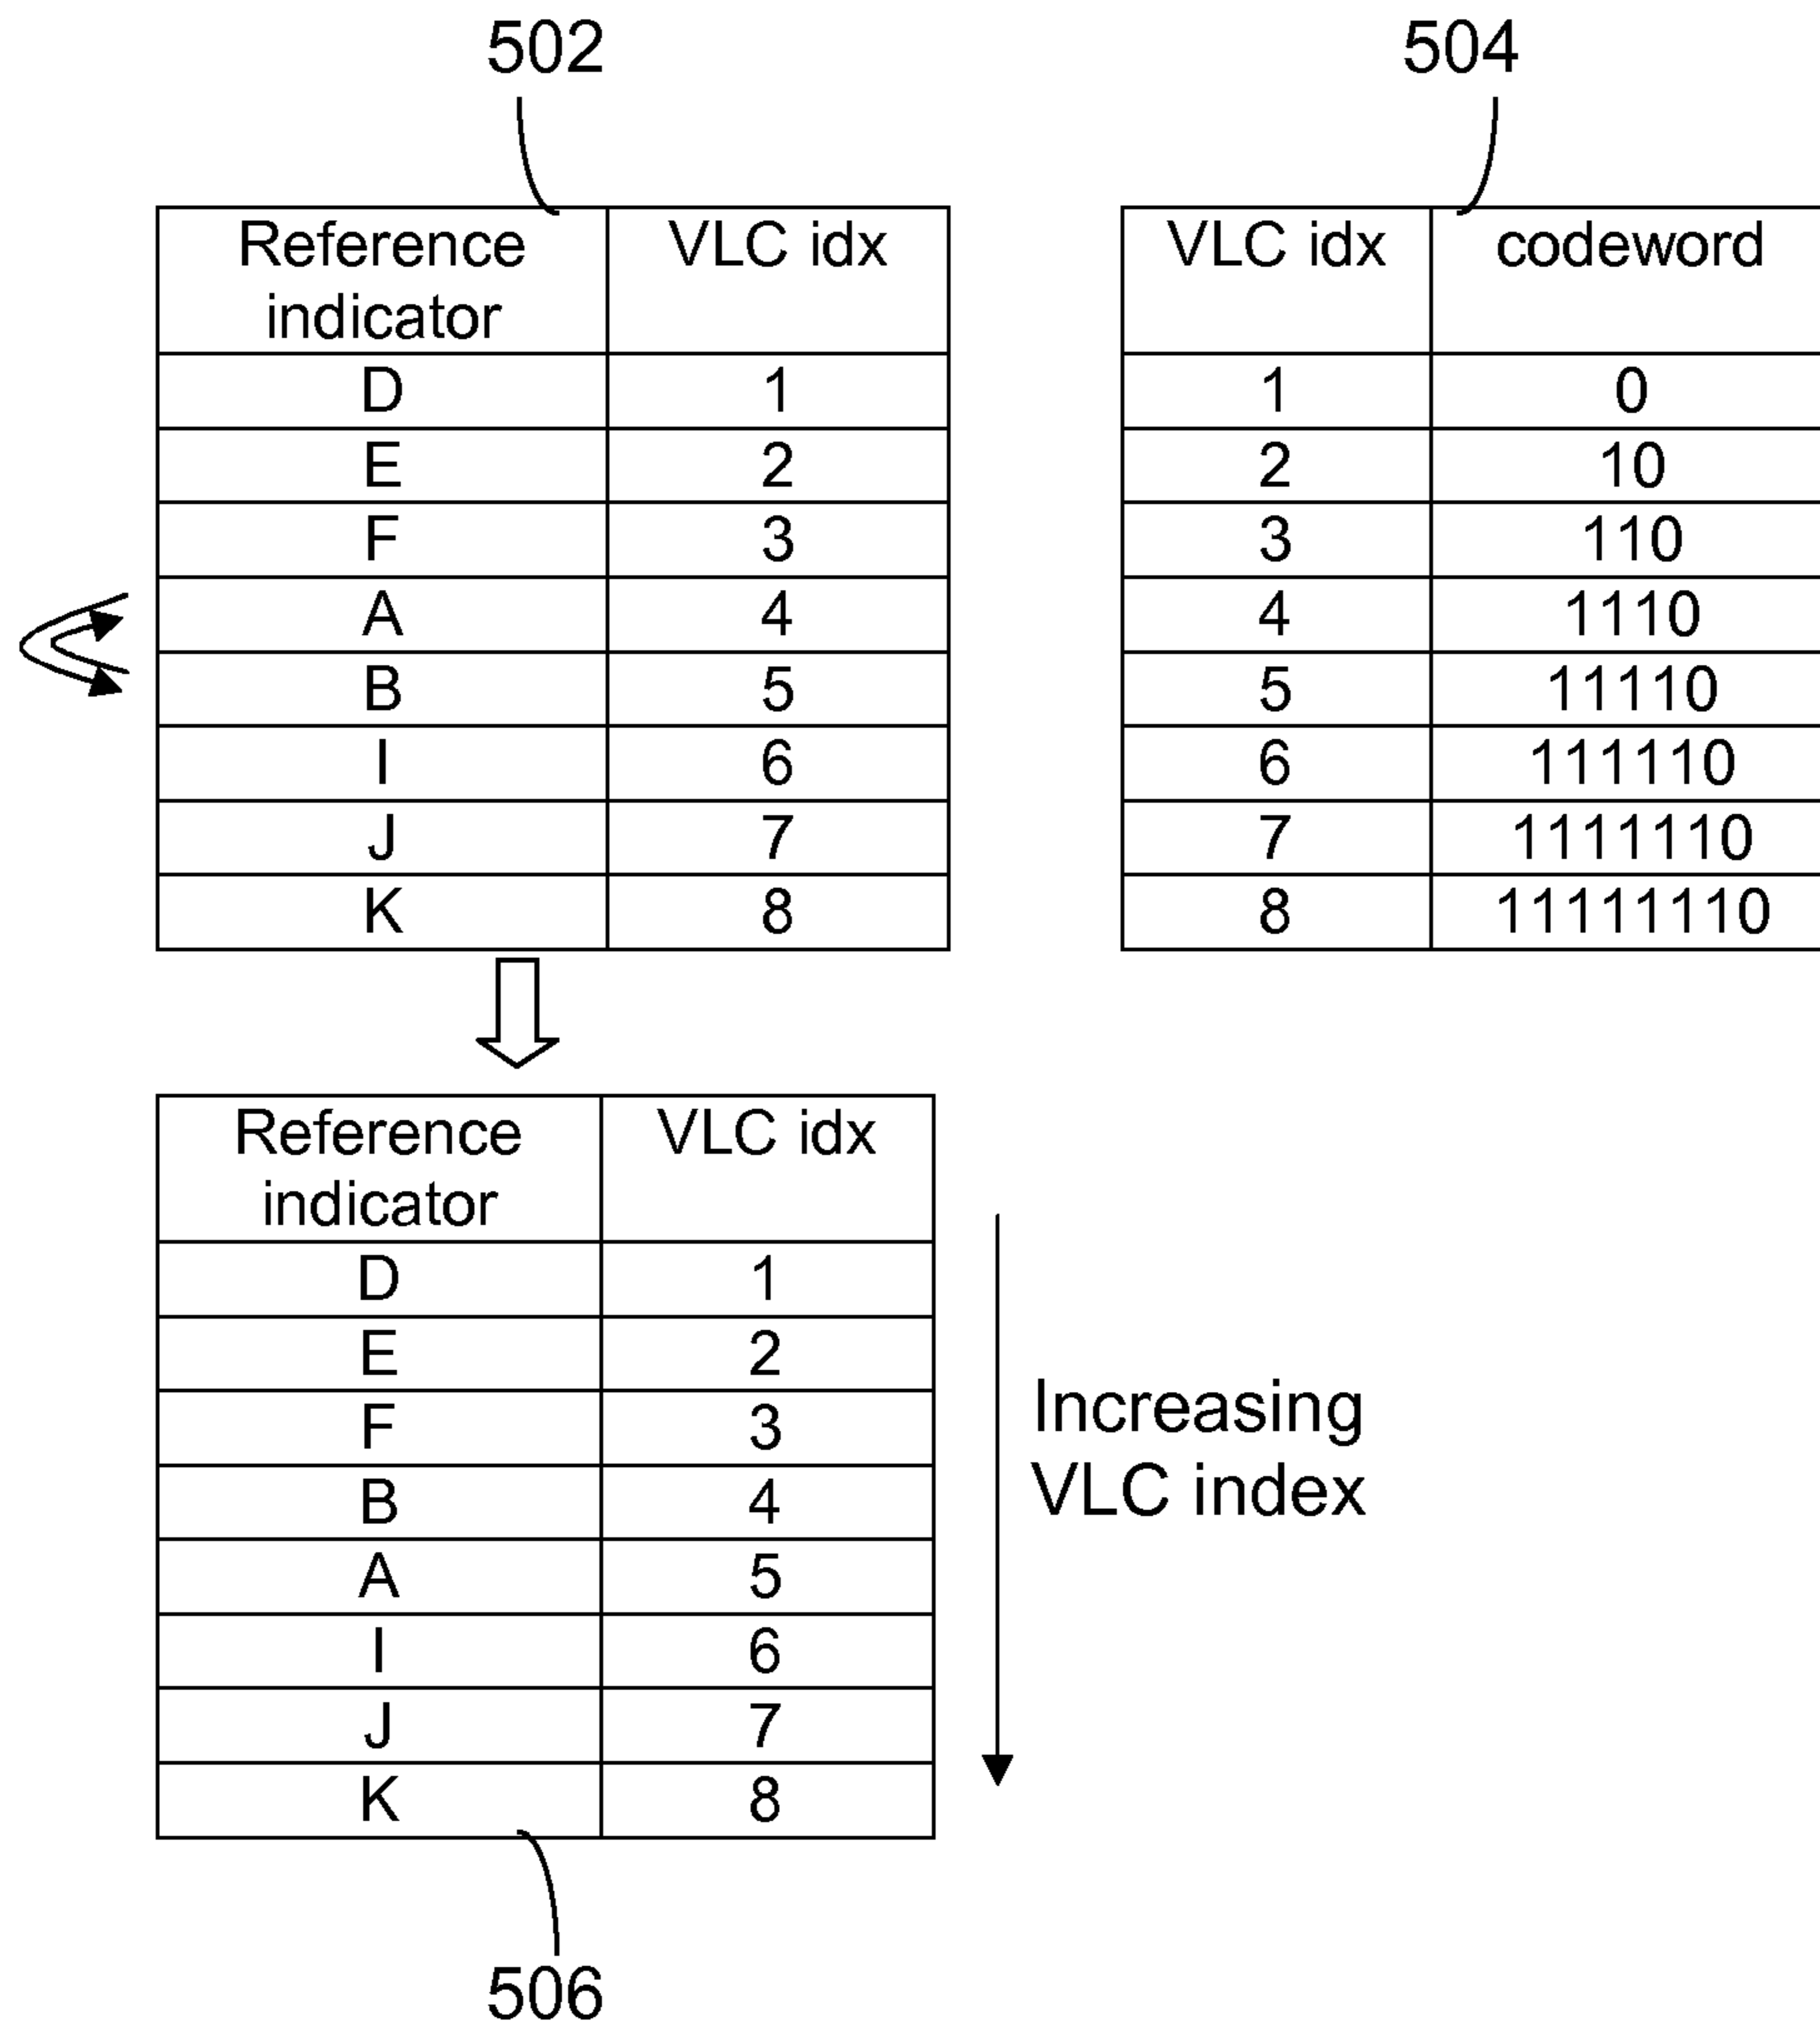 502
504
Reference
indicator
VLC idx
D 1
E 2
F 3
A 4
B 5
I 6
J 7
K 8
VLC idx codeword
1 0
2 10
3 110
4 1110
5 11110
6 111110
7 1111110
8 11111110
Reference
indicator
VLC idx
D 1
E 2
F 3
B 4
A 5
I 6
J 7
K 8
Increasing
VLC index
506